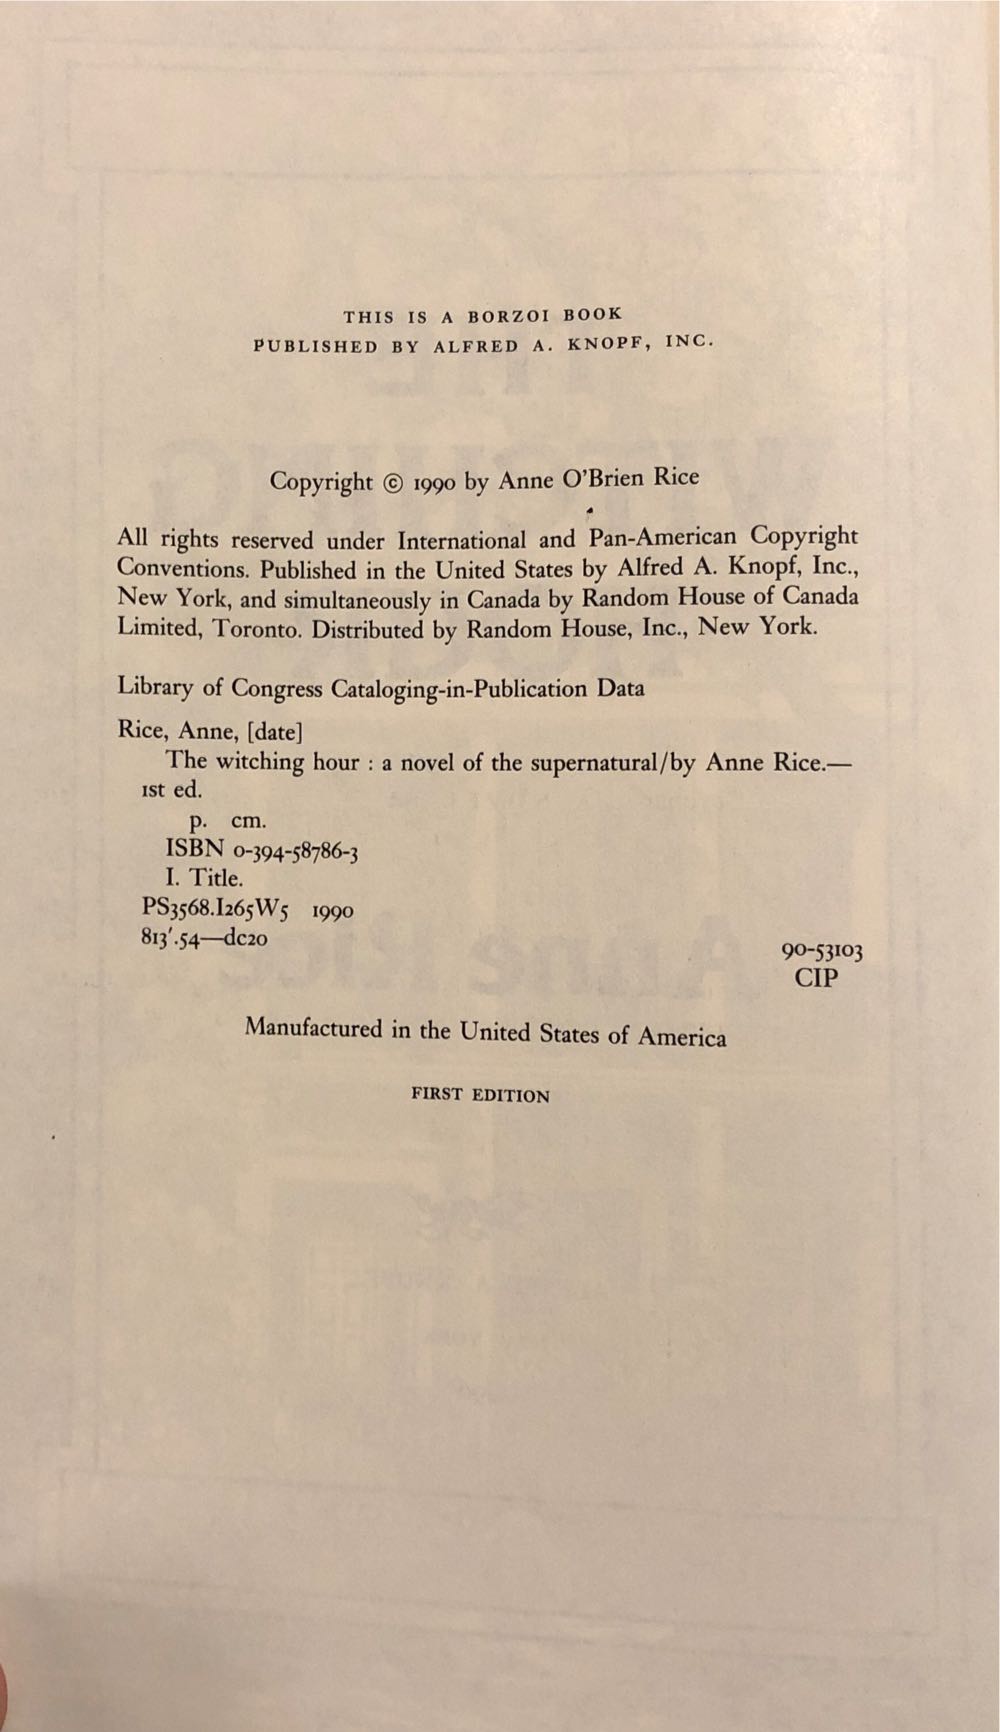 THIS IS A BORZOI BOOK
PUBLISHED BY ALFRED A. KNOPF, INC.
Copyright © 1990 by Anne O'Brien Rice
All rights reserved under International and Pan-American Copyright
Conventions. Published in the United States by Alfred A. Knopf, Inc.,
New York, and simultaneously in Canada by Random House of Canada
Limited, Toronto. Distributed by Random House, Inc., New York.
Library of Congress Cataloging-in-Publication Data
Rice, Anne, [date]
The witching hour : a novel of the supernatural/by Anne Rice.—
1st ed.
p. cm.
ISBN 0-394-58786-3
I. Title.
PS3568.I265W5 1990
813'.54—dc20
90-53103
CIP
Manufactured in the United States of America
FIRST EDITION